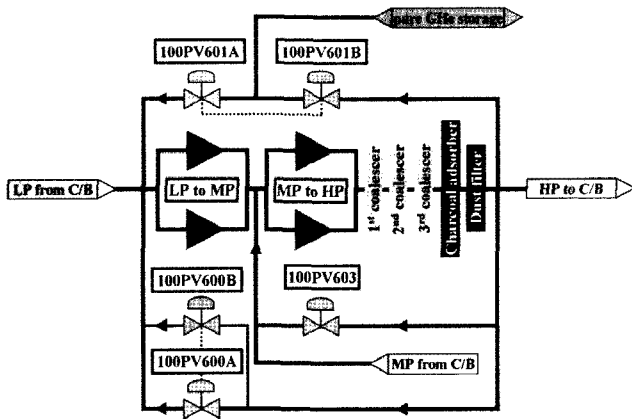 pure GHe storage
100PV601A
100PV601B
LP from C/B
LP to MP
MP to HP
1st coalescer
2nd coalescer
3rd coalescer
Charcoal adsorber
Dust filter
HP to C/B
100PV600B
100PV603
100PV600A
MP from C/B